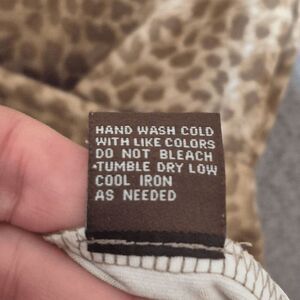 HAND WASH COLD
WITH LIKE COLORS
DO NOT BLEACH
TUMBLE DRY LOW
COOL IRON
AS NEEDED